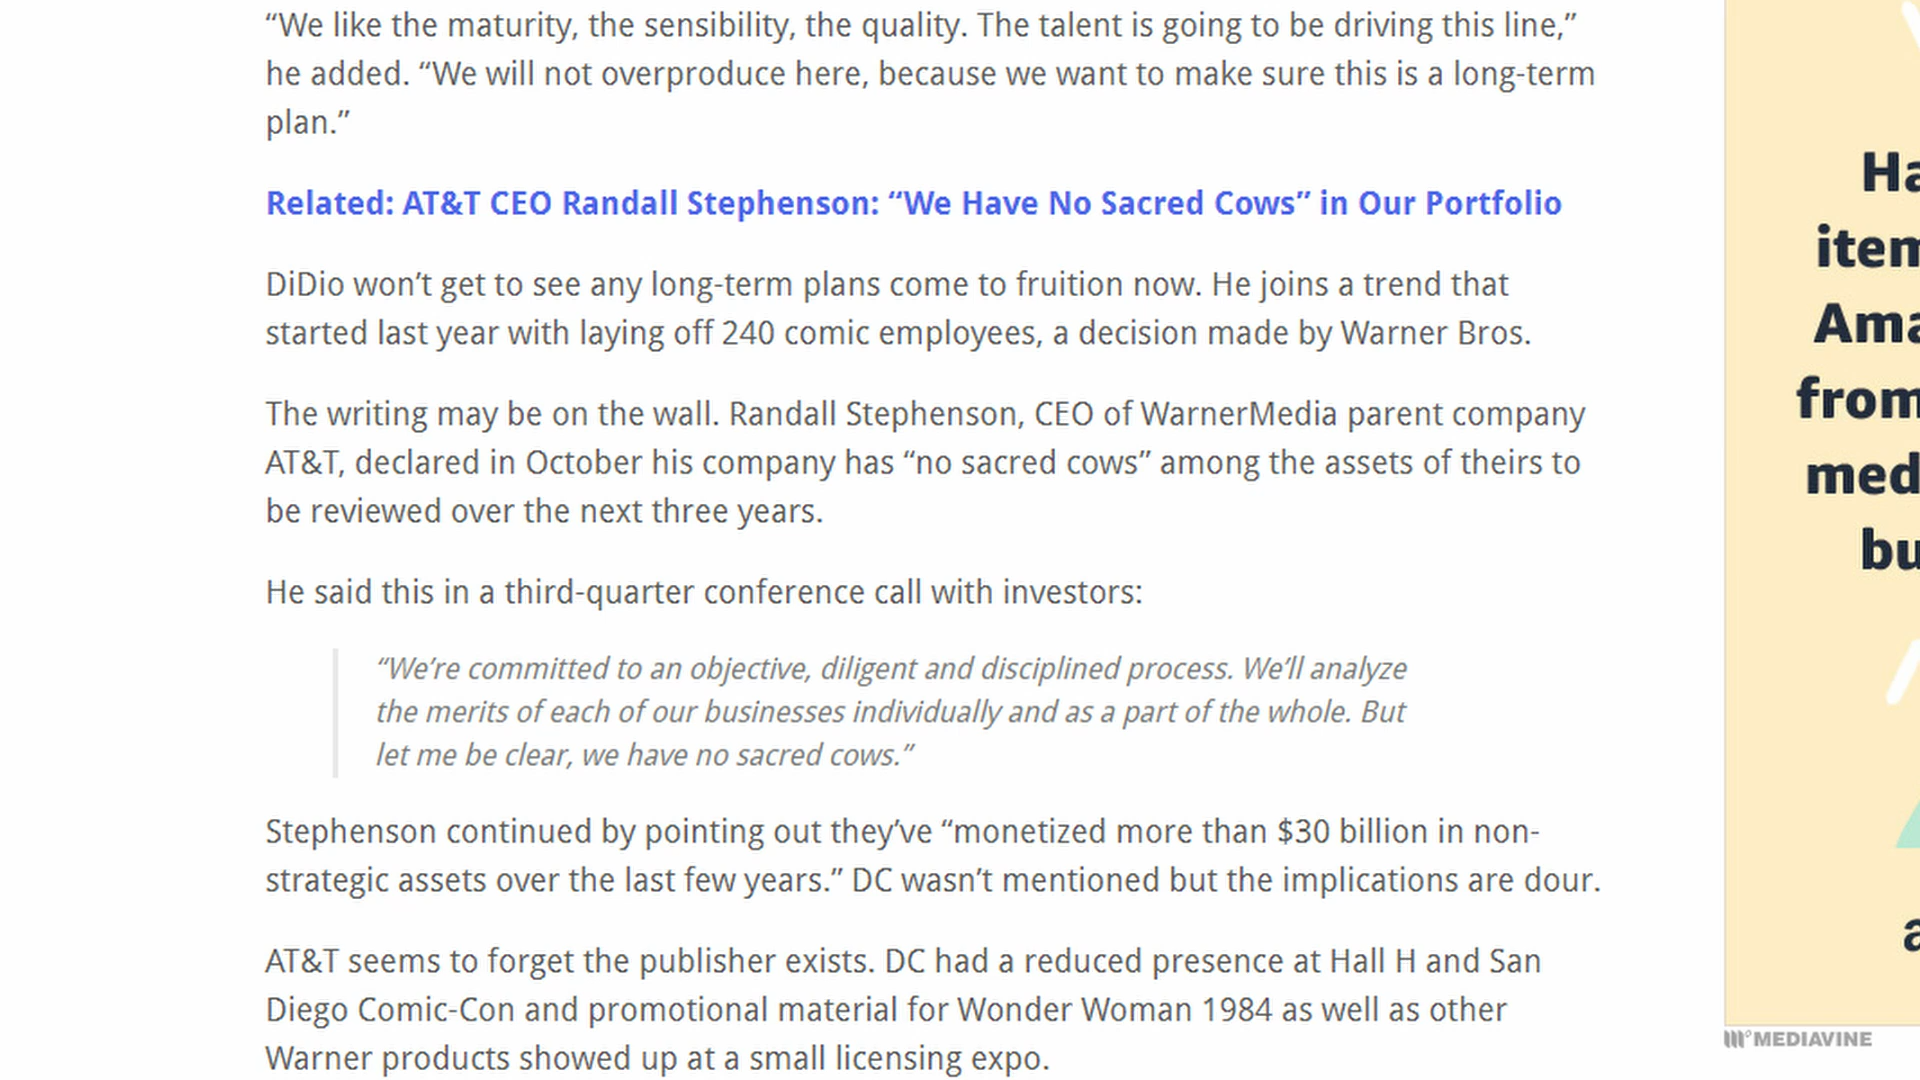 “We like the maturity, the sensibility, the quality. The talent is going to be driving this line,”
he added. “We will not overproduce here, because we want to make sure this is a long-term
plan.”
Related: AT&T CEO Randall Stephenson: “We Have No Sacred Cows” in Our Portfolio
DiDio won’t get to see any long-term plans come to fruition now. He joins a trend that
started last year with laying off 240 comic employees, a decision made by Warner Bros.
The writing may be on the wall. Randall Stephenson, CEO of WarnerMedia parent company
AT&T, declared in October his company has “no sacred cows” among the assets of theirs to
be reviewed over the next three years.
He said this in a third-quarter conference call with investors:
“We’re committed to an objective, diligent and disciplined process. We’ll analyze
the merits of each of our businesses individually and as a part of the whole. But
let me be clear, we have no sacred cows.”
Stephenson continued by pointing out they’ve “monetized more than $30 billion in non-
strategic assets over the last few years.” DC wasn’t mentioned but the implications are dour.
AT&T seems to forget the publisher exists. DC had a reduced presence at Hall H and San
Diego Comic-Con and promotional material for Wonder Woman 1984 as well as other
Warner products showed up at a small licensing expo.
Ha
item
Ama
from
med
bu
a
MEDIAVINE